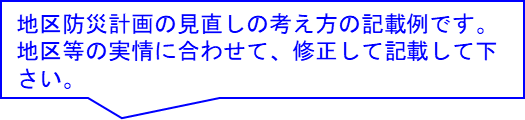 地区防災計画の見直しの考え方の記載例です。
地区等の実情に合わせて、修正して記載して下
さい。